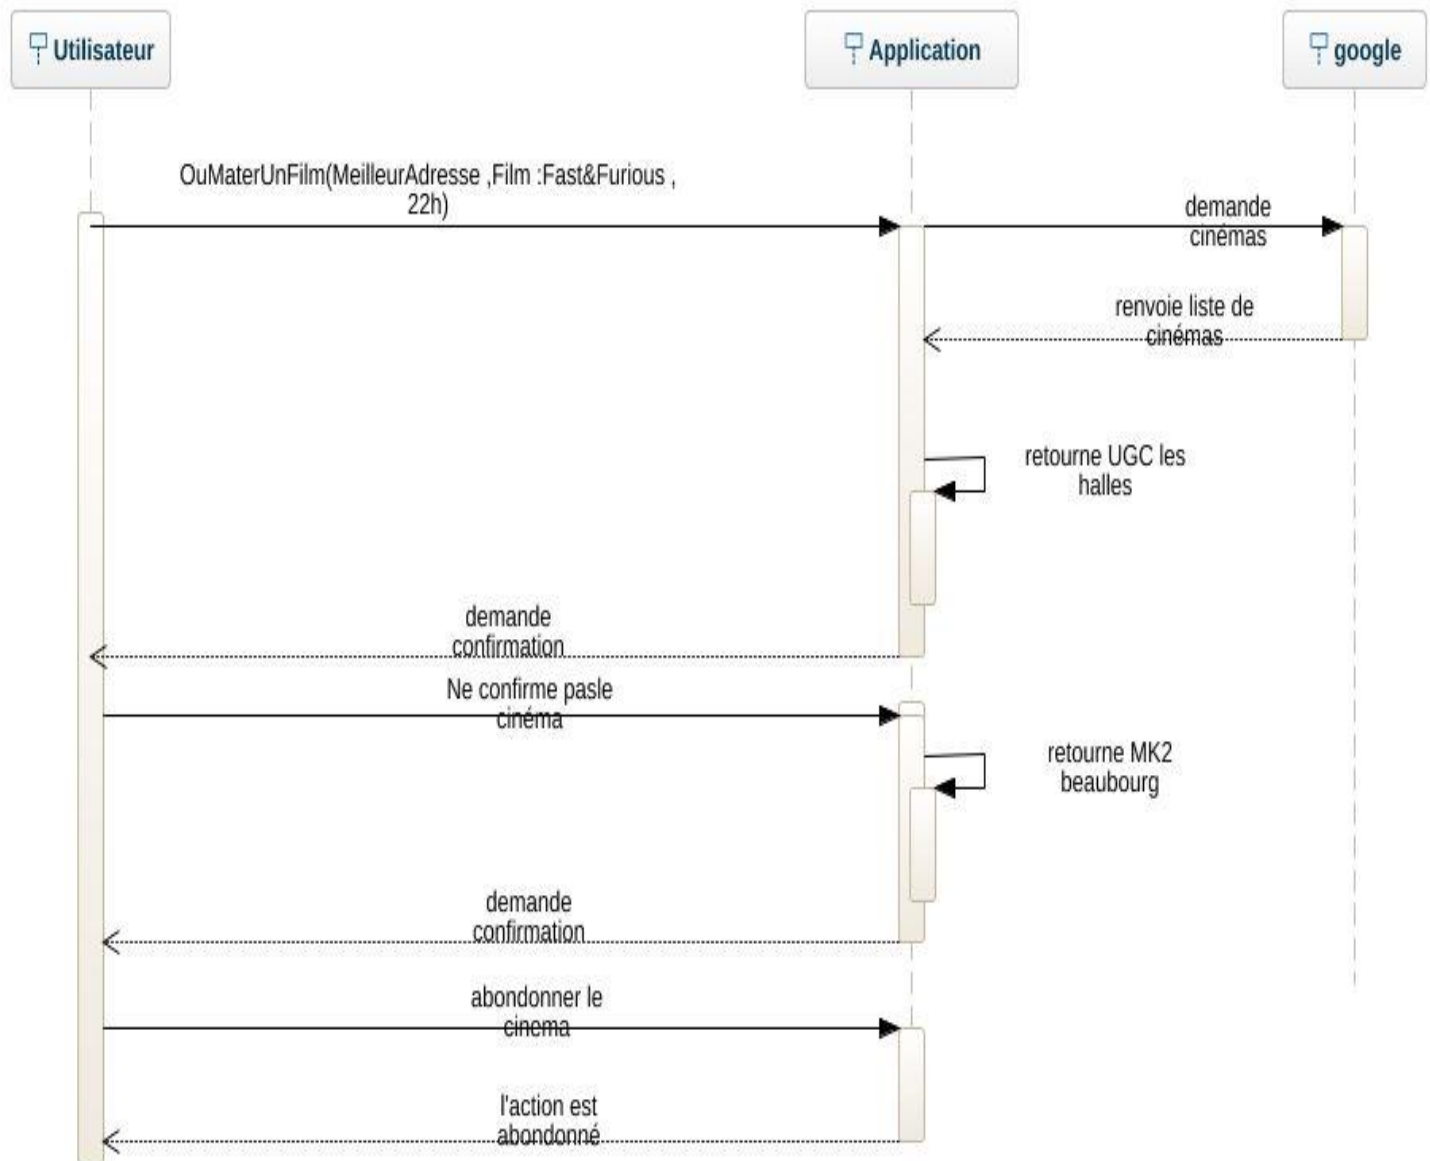 Utilisateur
Application
google
OuMaterUnFilm(MeilleurAdresse ,Film :Fast&Furious ,
22h)
demande
cinémas
renvoie liste de
cinémas
retourne UGC les
halles
demande
confirmation
Ne confirme pasle
cinéma
retourne MK2
beaubourg
demande
confirmation
abondonner le
cinema
l'action est
abondonné